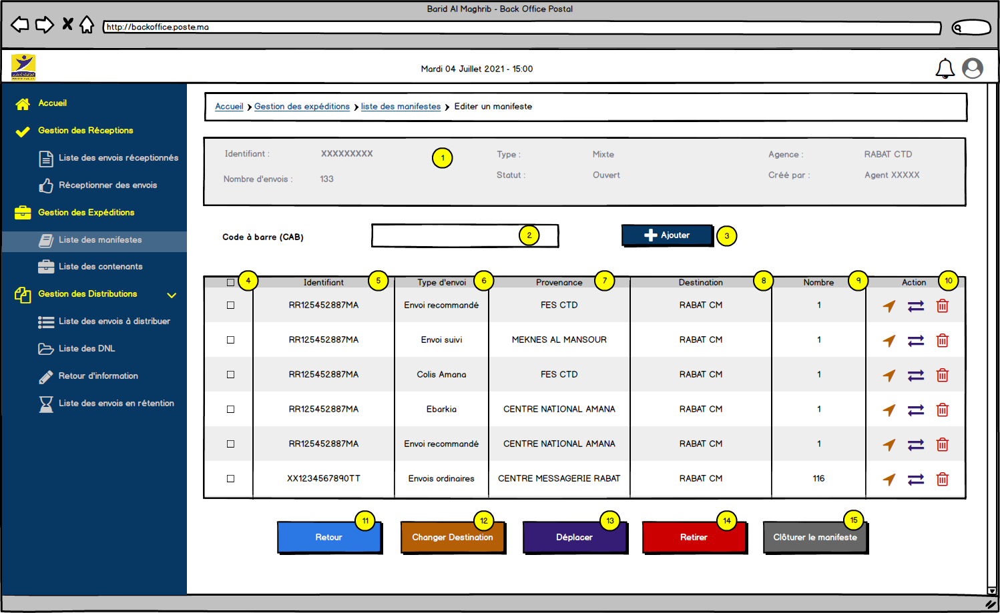 Barid Al Maghrib - Back Office Postal
http://backoffice.poste.ma
Mardi 04 Juillet 2021 - 15:00
Accueil
Gestion des Réceptions
Liste des envois réceptionnés
Réceptionner des envois
Gestion des Expéditions
Liste des manifestes
Liste des contenants
Gestion des Distributions
Liste des envois à distribuer
Liste des DNL
Retour d'information
Liste des envois en rétention
Accueil > Gestion des expéditions > liste des manifestes > Editer un manifeste
Identifiant : XXXXXXXXX 1 Type : Mixte Agence : RABAT CTD
Nombre d'envois : 133 Statut : Ouvert Créé par : Agent XXXXX
Code à barre (CAB) 2 Ajouter 3
4 Identifiant 5 Type d'envoi 6 Provenance 7 Destination 8 Nombre 9 Action 10
RR125452887MA Envoi recommandé FES CTD RABAT CM 1
RR125452887MA Envoi suivi MEKNES AL MANSOUR RABAT CM 1
RR125452887MA Colis Amana FES CTD RABAT CM 1
RR125452887MA Ebarkia CENTRE NATIONAL AMANA RABAT CM 1
RR125452887MA Envoi recommandé CENTRE NATIONAL AMANA RABAT CM 1
XX1234567890TT Envois ordinaires CENTRE MESSAGERIE RABAT RABAT CM 116
Retour 11 Changer Destination 12 Déplacer 13 Retirer 14 Clôturer le manifeste 15